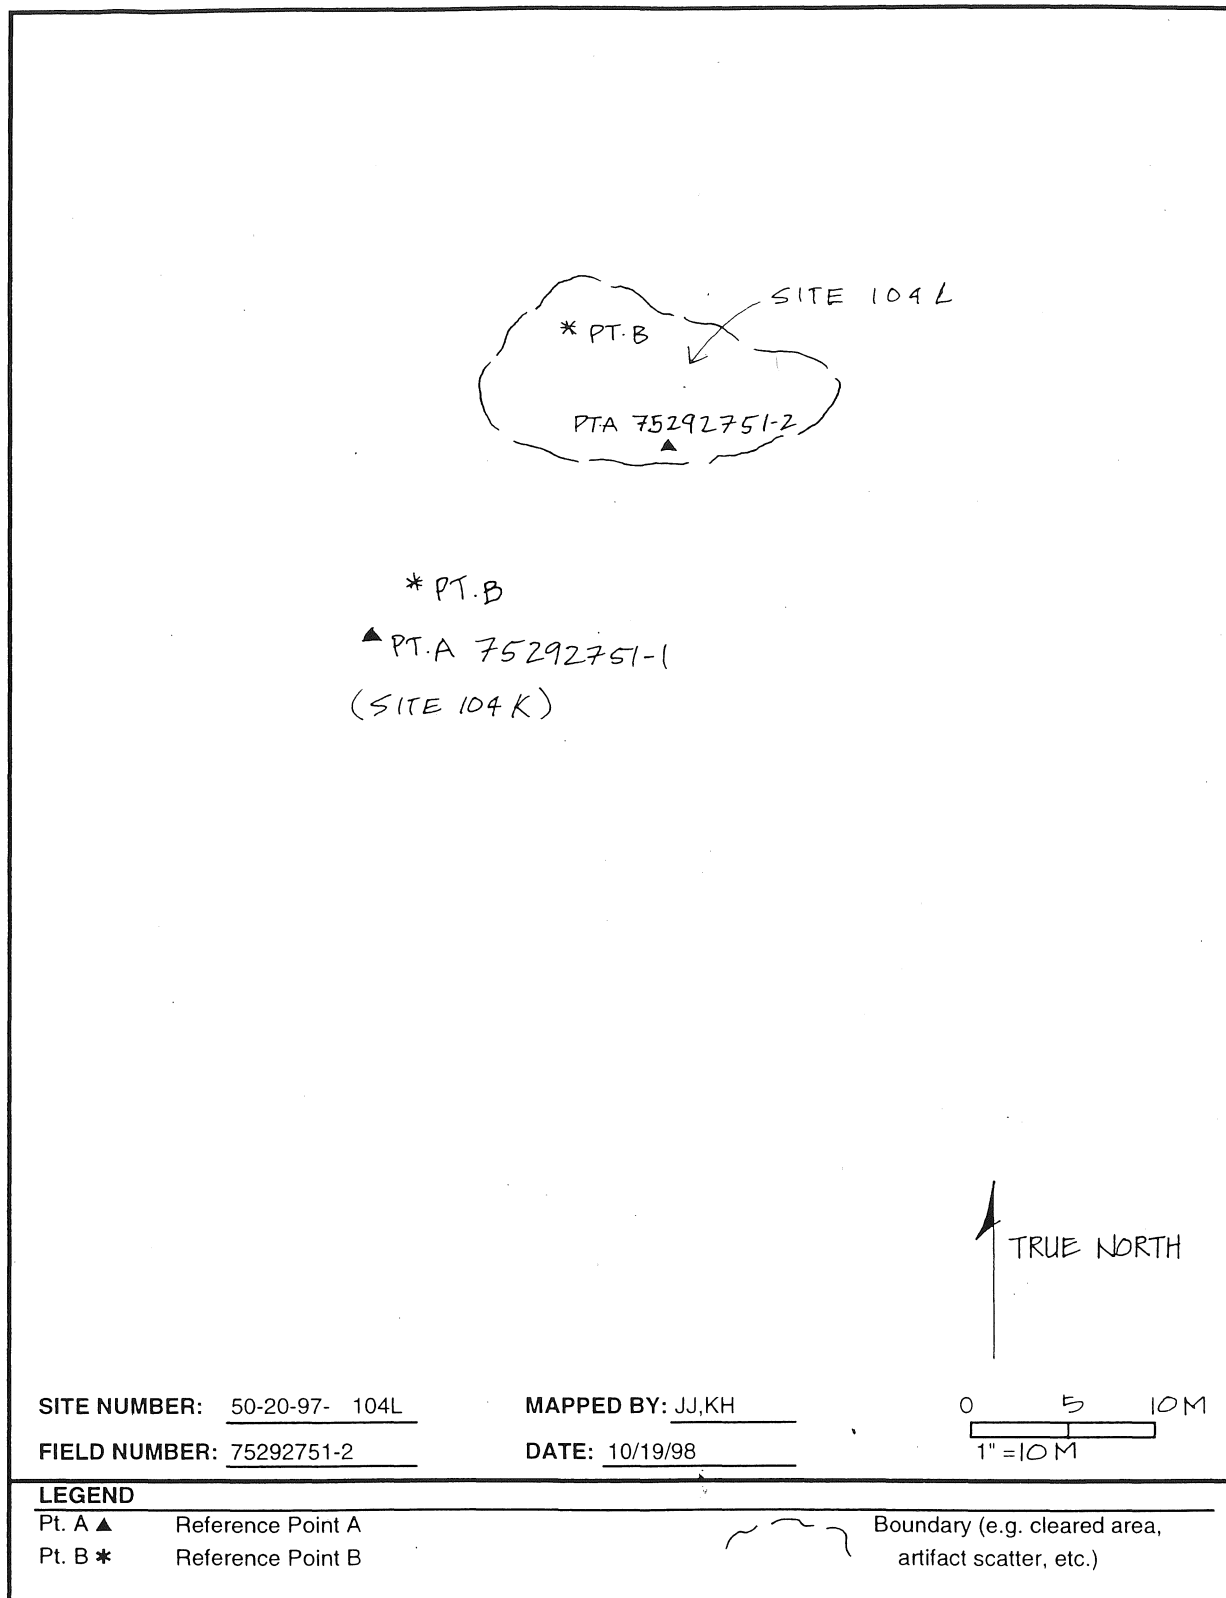 SITE 104 L
* PT. B
PT.A 75292751-2
▲
* PT. B
▲ PT. A 75292751-1
(SITE 104 K)
TRUE NORTH
SITE NUMBER: 50-20-97- 104L
MAPPED BY: JJ,KH
0 5 10 M
FIELD NUMBER: 75292751-2
DATE: 10/19/98
1" = 10 M
LEGEND
Pt. A ▲ Reference Point A
Pt. B * Reference Point B
Boundary (e.g. cleared area,
artifact scatter, etc.)